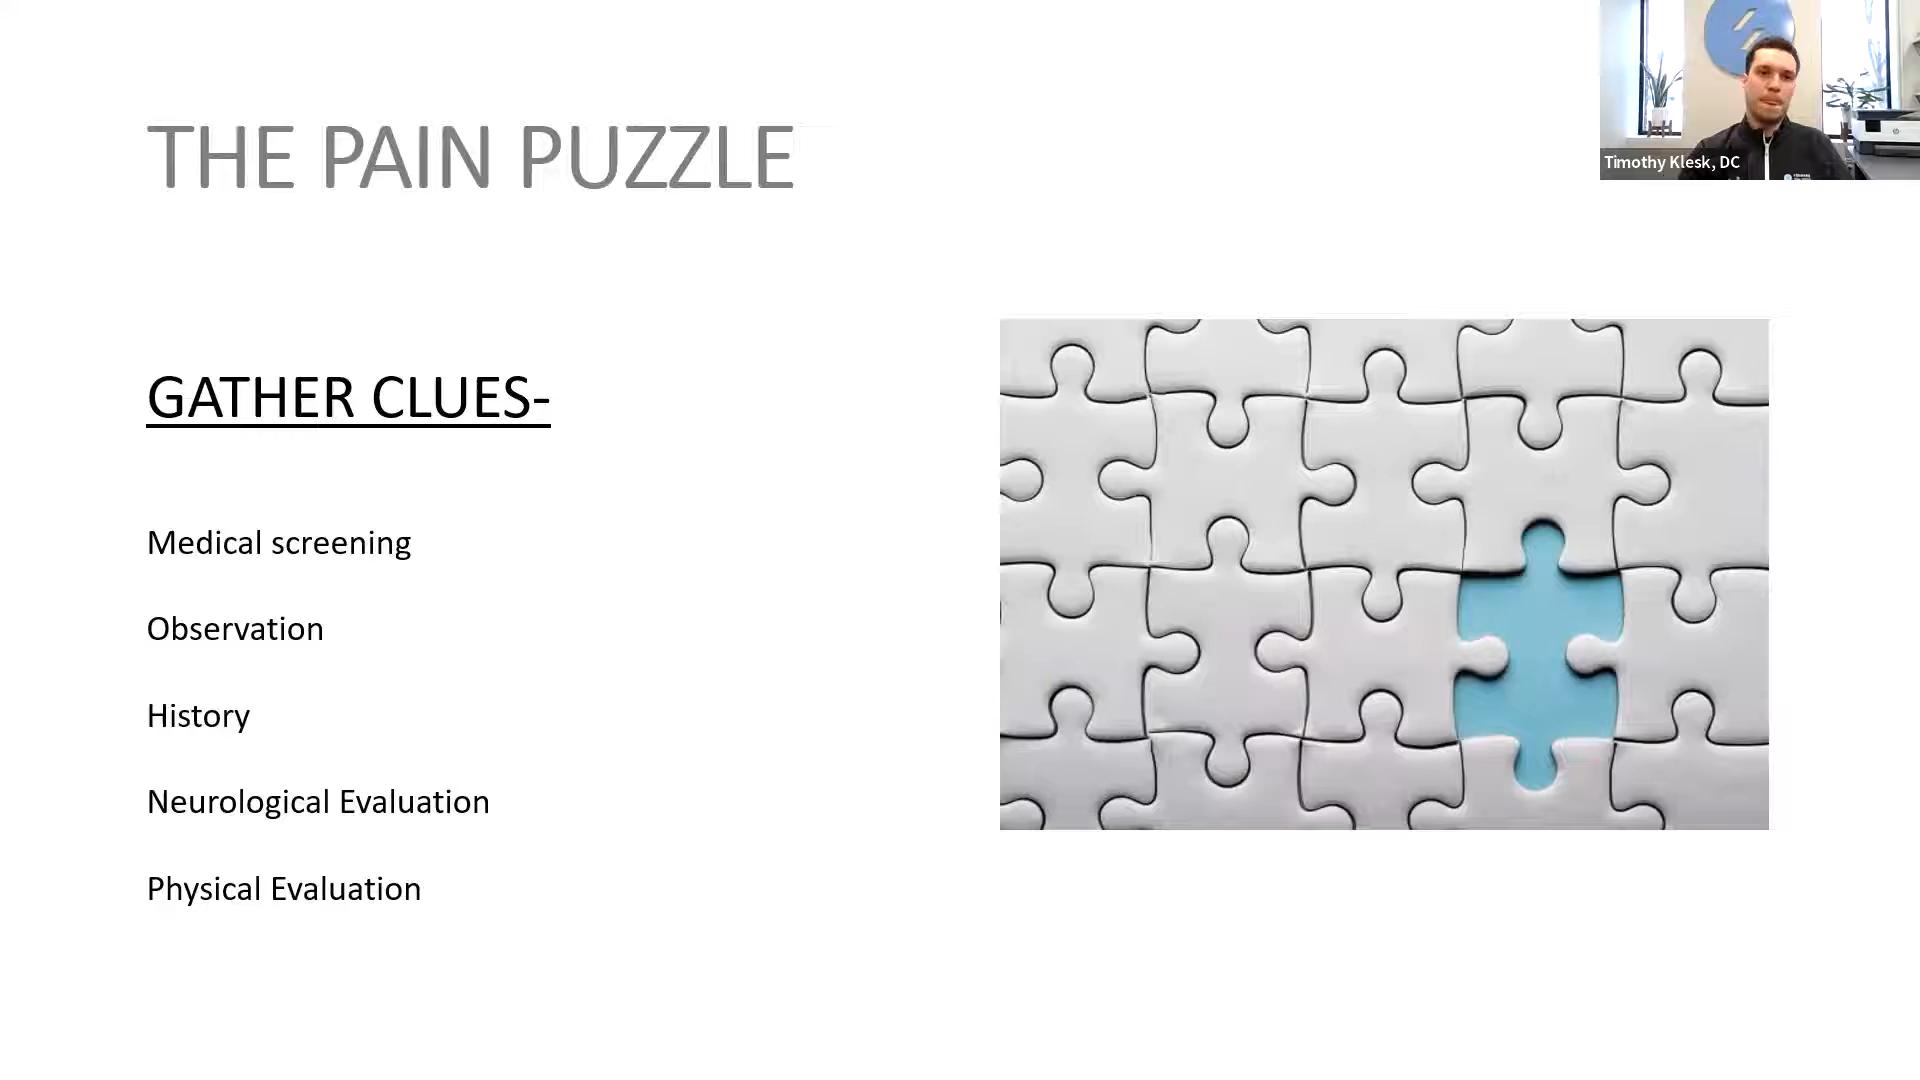 THE PAIN PUZZLE
Timothy Klesk, DC
GATHER CLUES-
Medical screening
Observation
History
Neurological Evaluation
Physical Evaluation